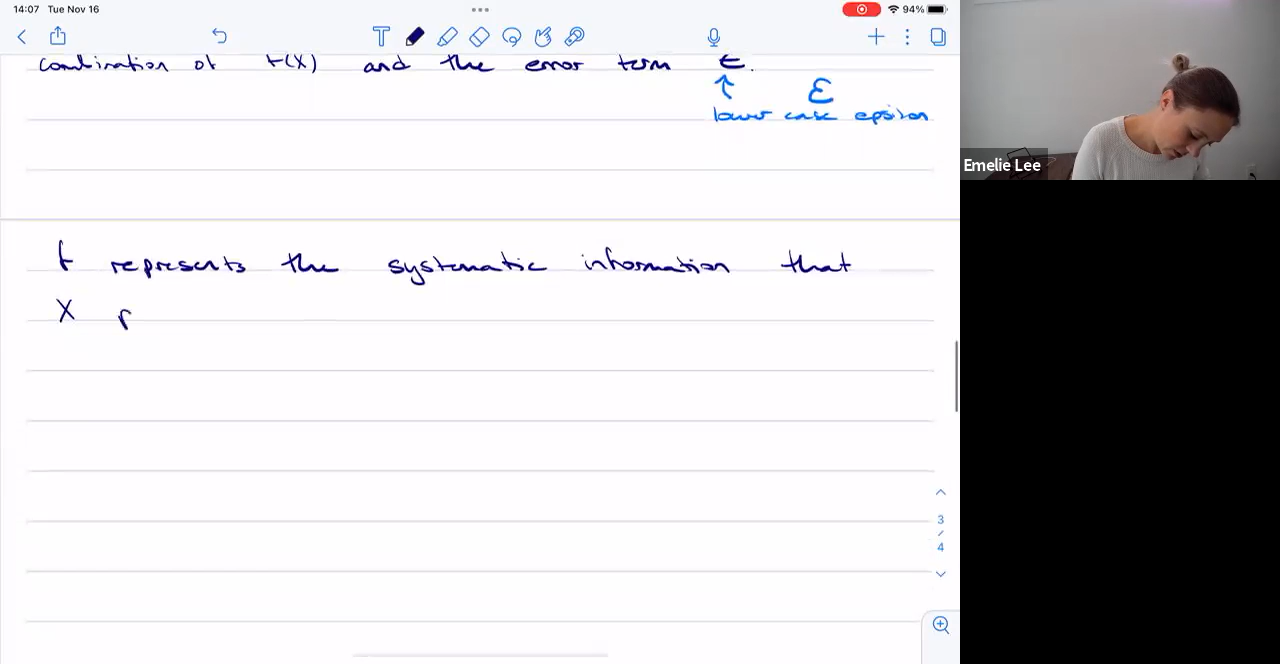 14:07 Tue Nov 16
94%
combination of f(X) and the error term ε.
↑ ε
lower case epsilon
f represents the systematic information that
X p
T
3
/
4
Emelie Lee